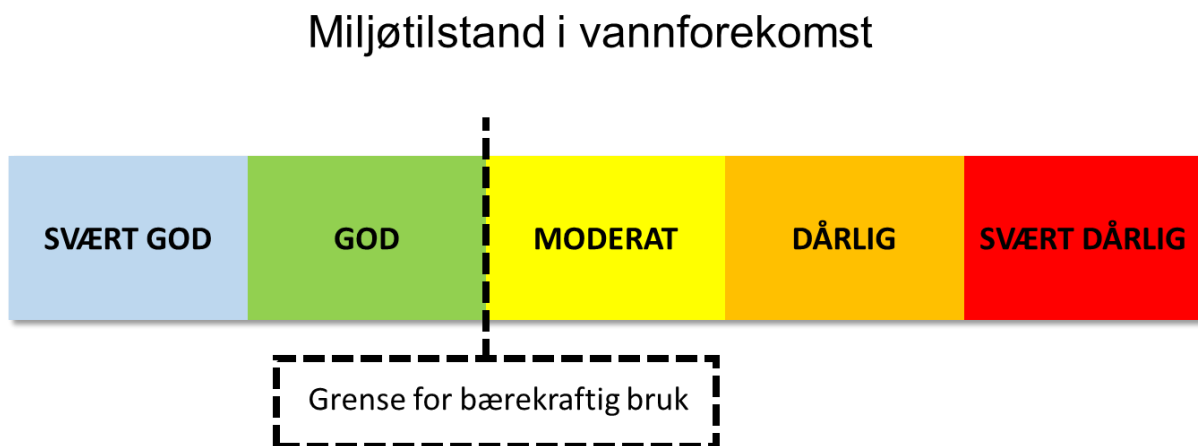 Miljøtilstand i vannforekomst
SVÆRT GOD
GOD
MODERAT
DÅRLIG
SVÆRT DÅRLIG
Grense for bærekraftig bruk